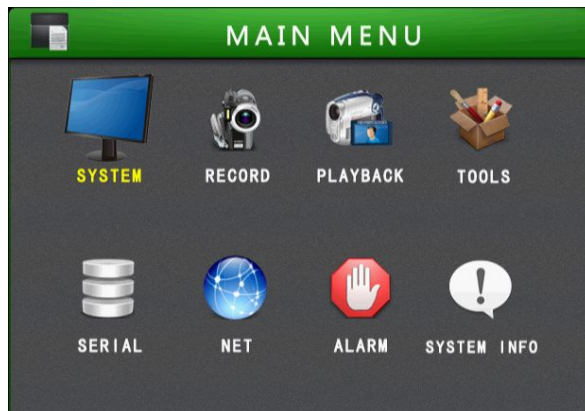 MAIN MENU
SYSTEM RECORD PLAYBACK TOOLS
SERIAL NET ALARM SYSTEM INFO